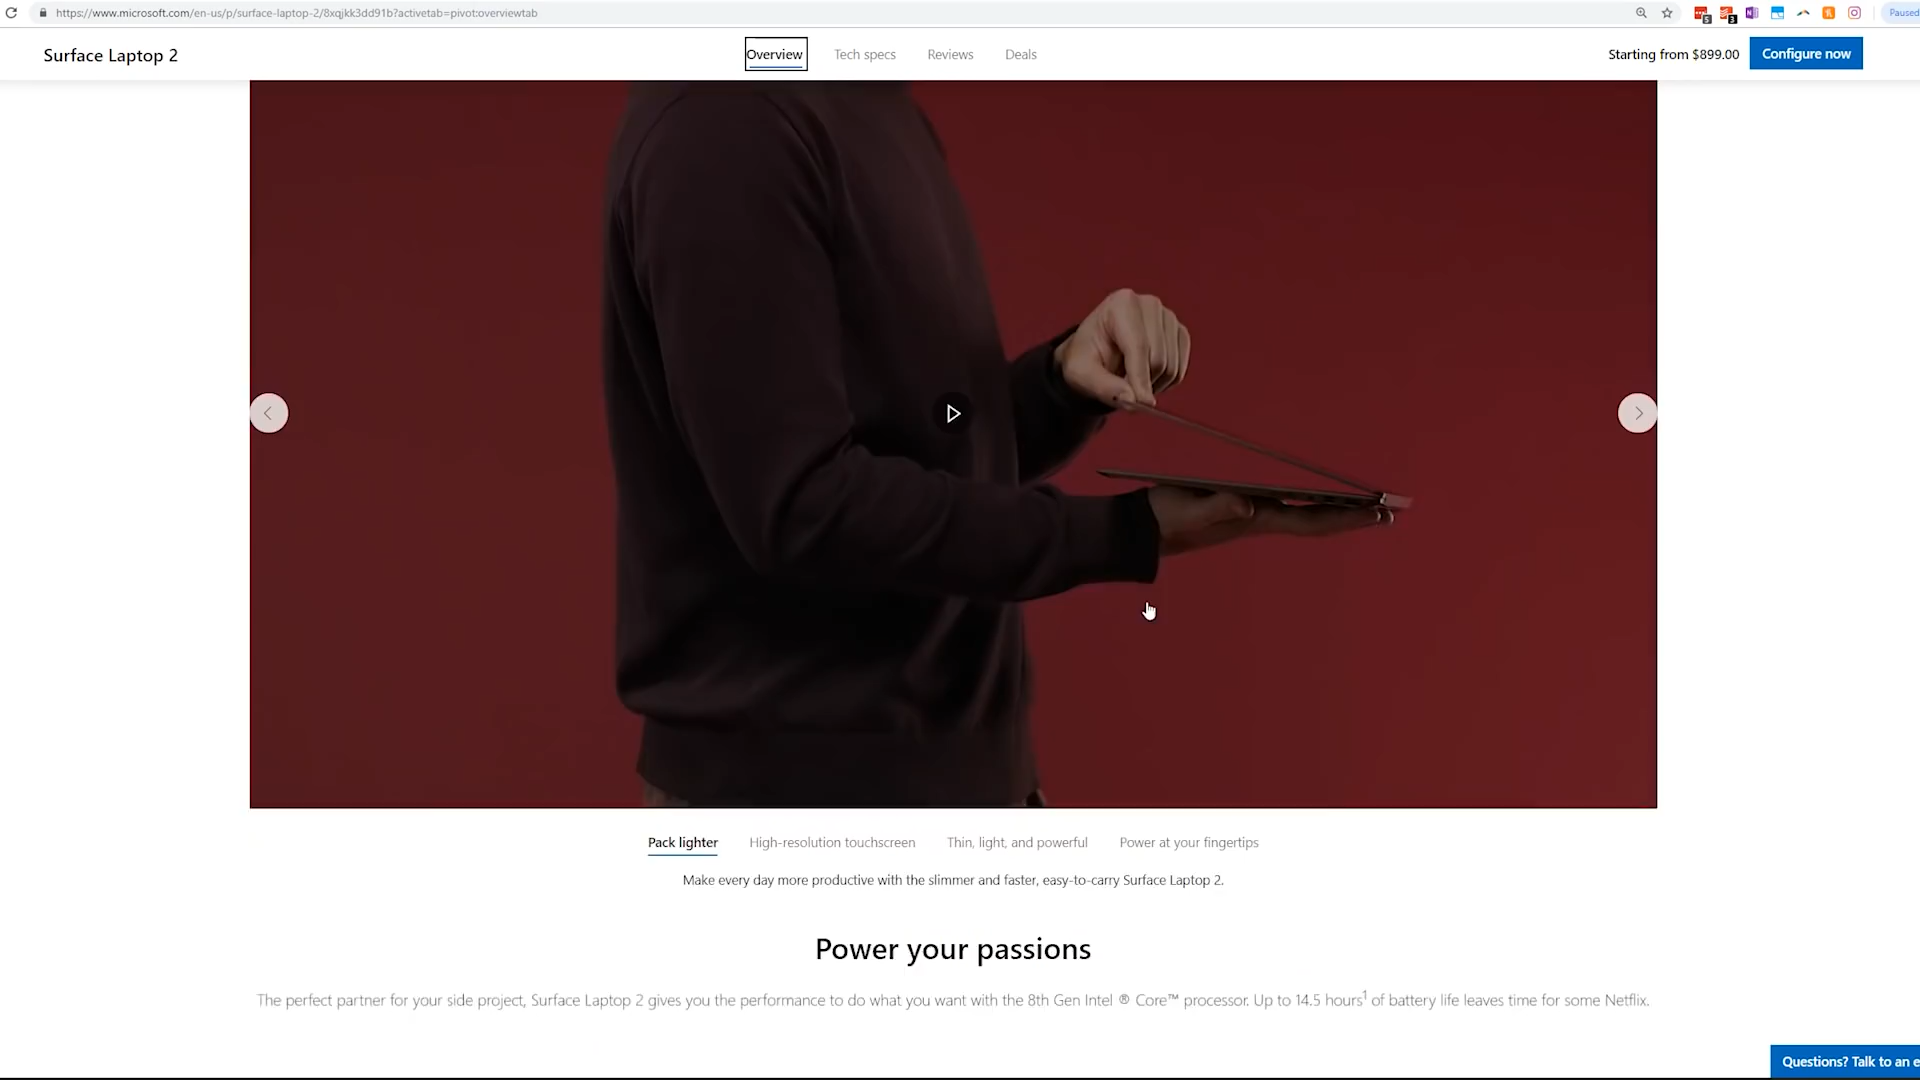 https://www.microsoft.com/en-us/p/surface-laptop-2/8xqjkk3dd91b?activetab=pivot:overviewtab
5
3
Paused
Surface Laptop 2
Overview
Tech specs
Reviews
Deals
Starting from $899.00
Configure now
Pack lighter
High-resolution touchscreen
Thin, light, and powerful
Power at your fingertips
Make every day more productive with the slimmer and faster, easy-to-carry Surface Laptop 2.
Power your passions
The perfect partner for your side project, Surface Laptop 2 gives you the performance to do what you want with the 8th Gen Intel ® Core™ processor. Up to 14.5 hours¹ of battery life leaves time for some Netflix.
Questions? Talk to an e